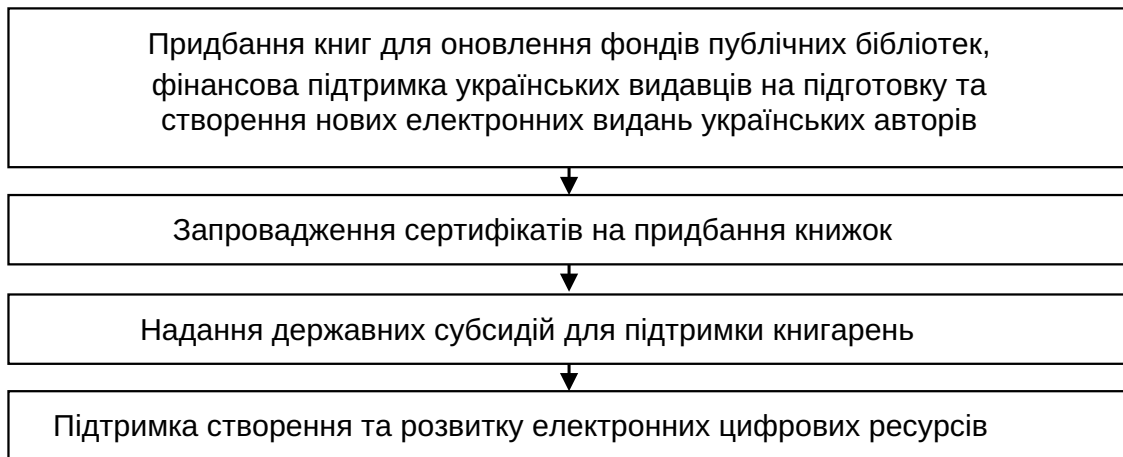 Придбання книг для оновлення фондів публічних бібліотек,
фінансова підтримка українських видавців на підготовку та
створення нових електронних видань українських авторів
Запровадження сертифікатів на придбання книжок
Надання державних субсидій для підтримки книгарень
Підтримка створення та розвитку електронних цифрових ресурсів